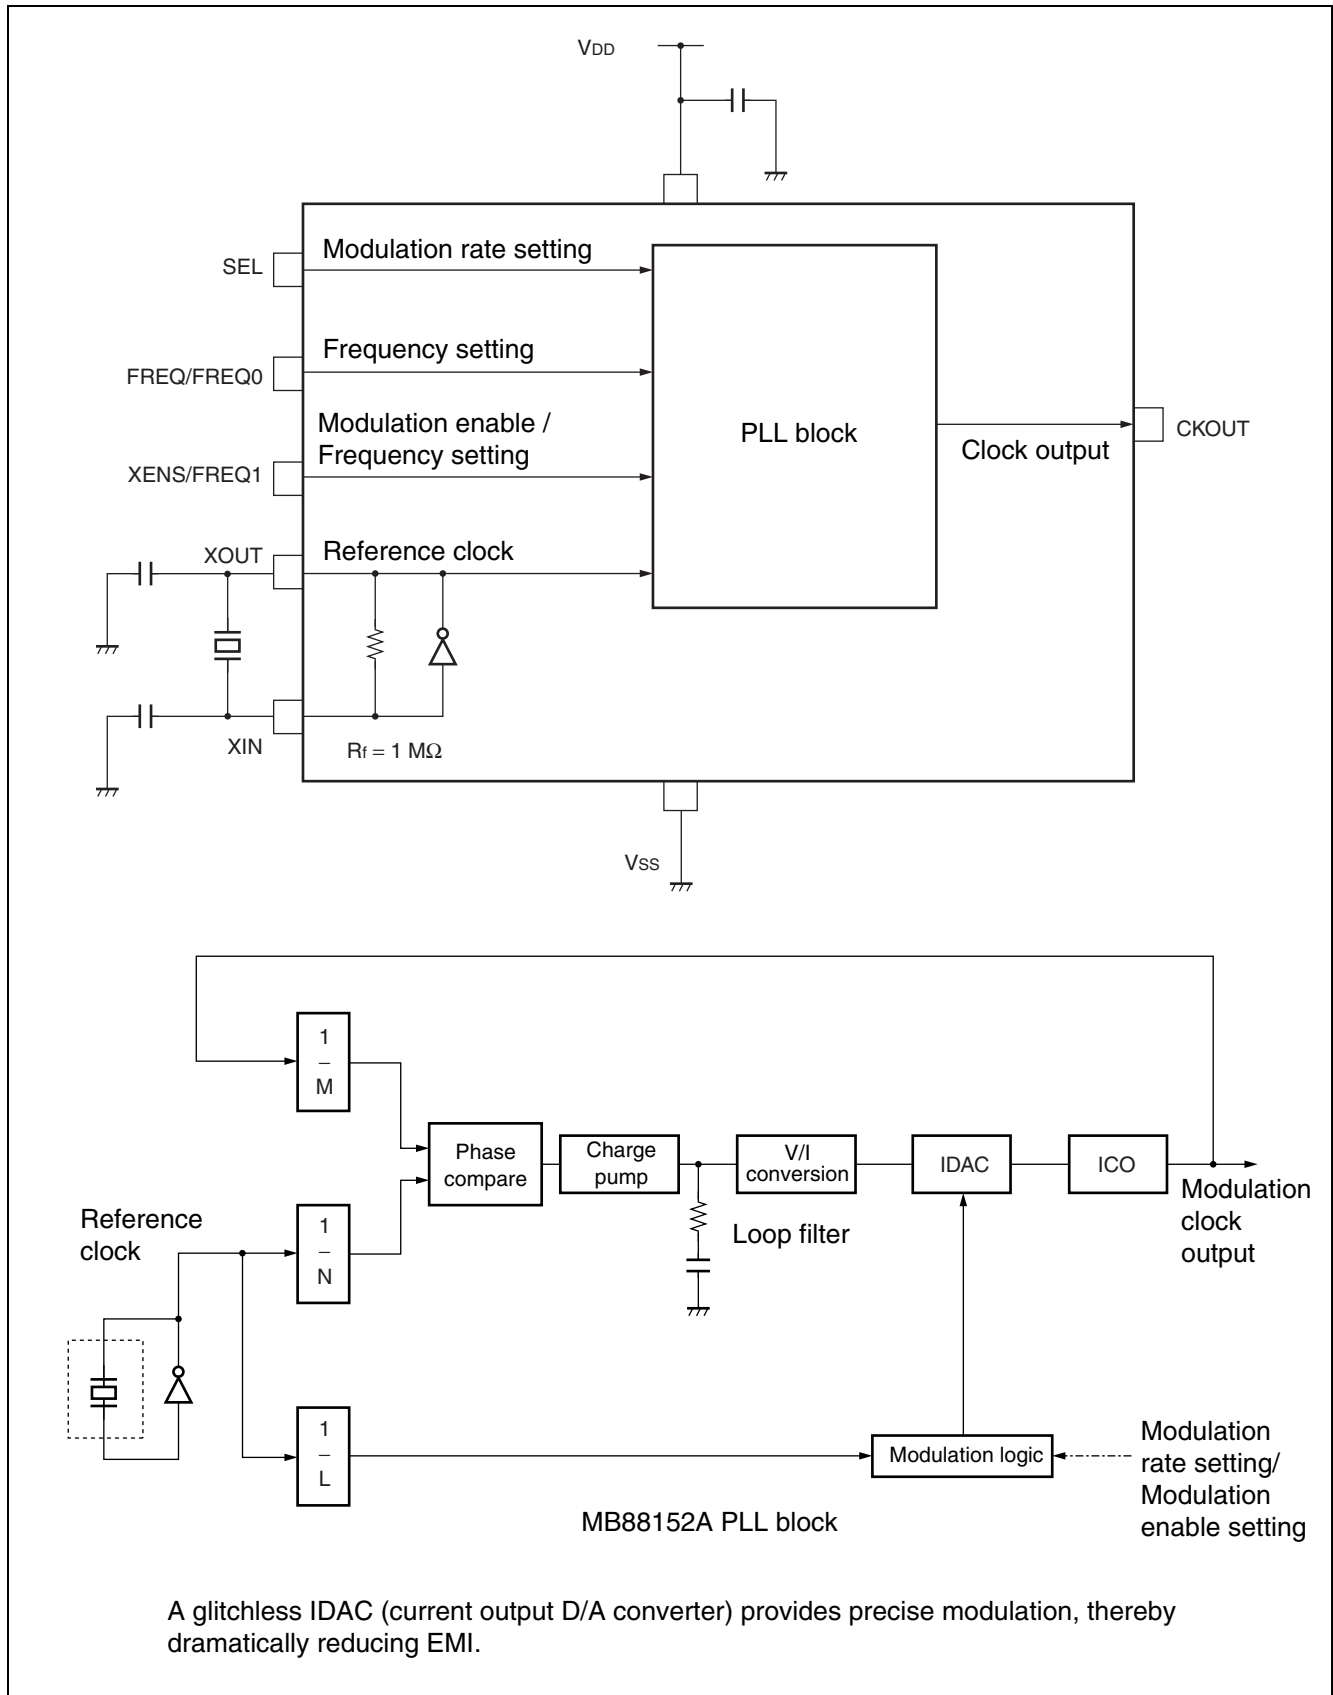 VDD
SEL
Modulation rate setting
FREQ/FREQ0
Frequency setting
Modulation enable /
Frequency setting
XENS/FREQ1
PLL block
Clock output
CKOUT
XOUT
Reference clock
XIN
Rf = 1 MΩ
VSS
1
M
Phase
compare
Charge
pump
V/I
conversion
IDAC
ICO
Modulation
clock
output
Reference
clock
1
N
Loop filter
1
L
Modulation logic
Modulation
rate setting/
Modulation
enable setting
MB88152A PLL block
A glitchless IDAC (current output D/A converter) provides precise modulation, thereby
dramatically reducing EMI.